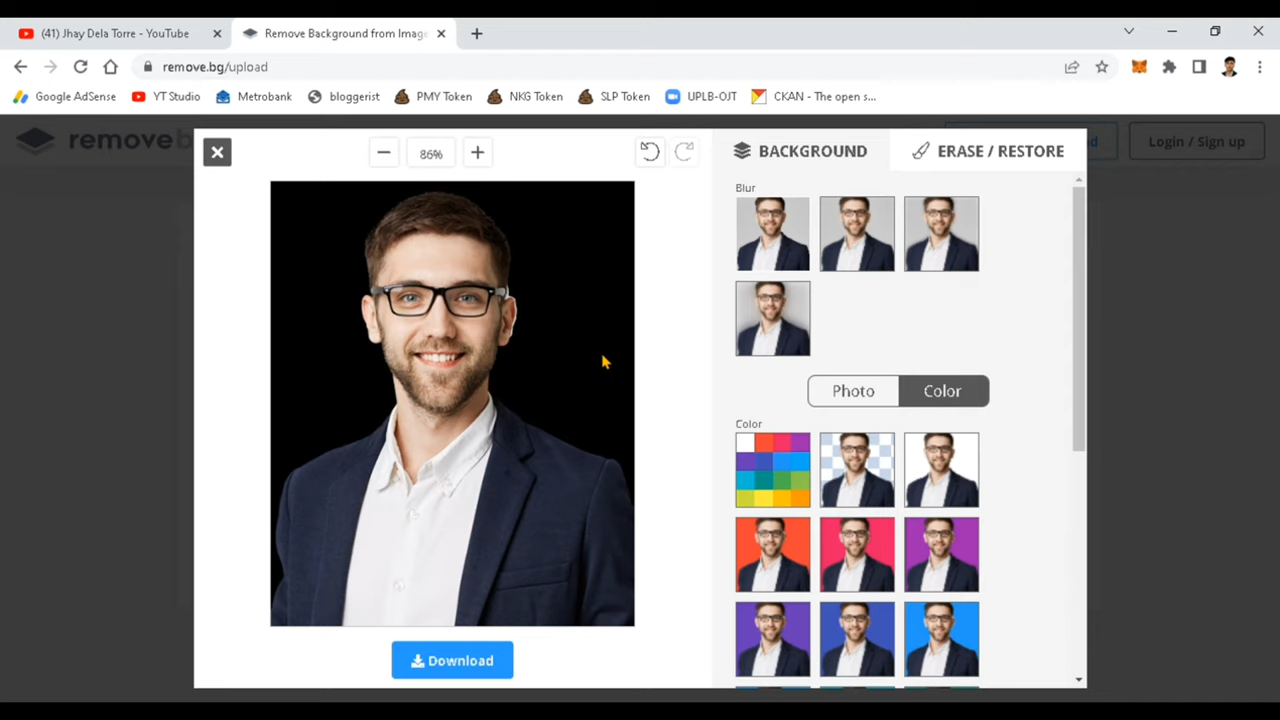 (41) Jhay Dela Torre - YouTube
Remove Background from Image
remove.bg/upload
Google AdSense
YT Studio
Metrobank
bloggerist
PMY Token
NKG Token
SLP Token
UPLB-OJT
CKAN - The open s...
remove
d
Login / Sign up
86%
BACKGROUND
ERASE / RESTORE
Blur
Photo
Color
Color
Download